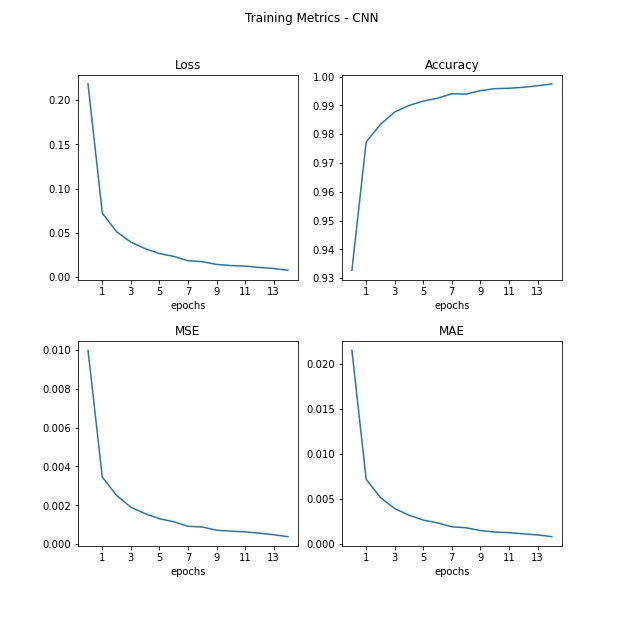 Training Metrics - CNN
Loss
0.20
0.15
0.10
0.05
0.00
1 3 5 7 9 11 13
epochs
Accuracy
1.00
0.99
0.98
0.97
0.96
0.95
0.94
0.93
1 3 5 7 9 11 13
epochs
MSE
0.010
0.008
0.006
0.004
0.002
0.000
1 3 5 7 9 11 13
epochs
MAE
0.020
0.015
0.010
0.005
0.000
1 3 5 7 9 11 13
epochs